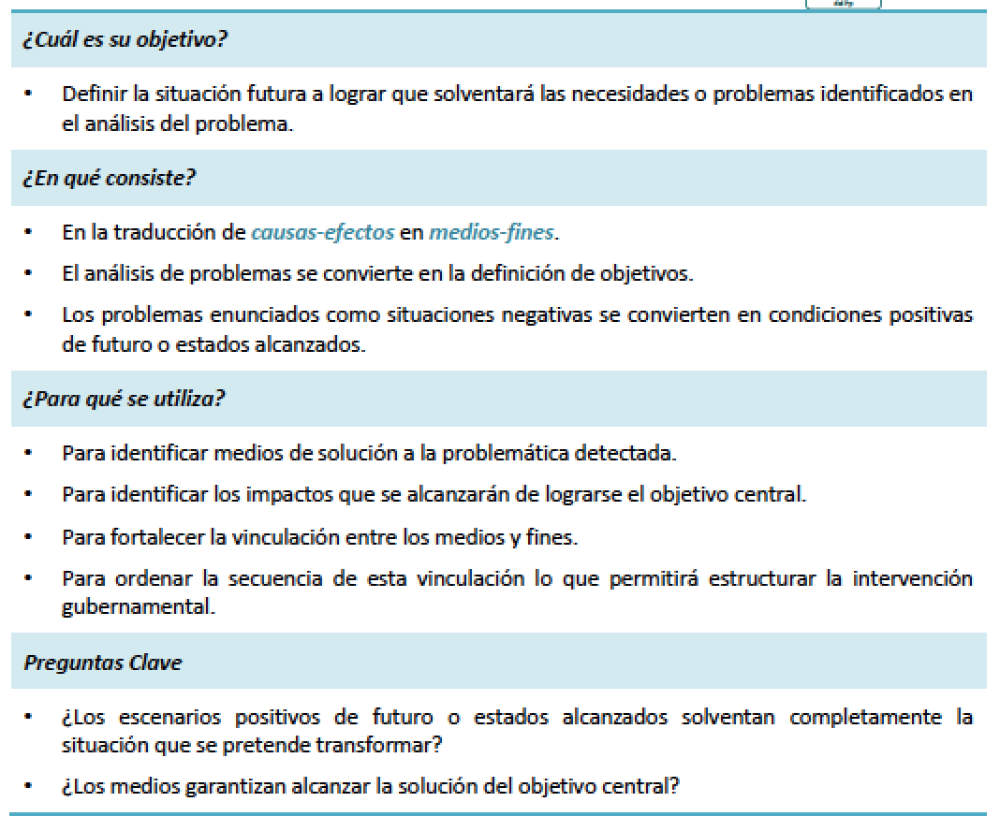 ¿Cuál es su objetivo?
• Definir la situación futura a lograr que solventará las necesidades o problemas identificados en
el análisis del problema.
¿En qué consiste?
• En la traducción de causas-efectos en medios-fines.
• El análisis de problemas se convierte en la definición de objetivos.
• Los problemas enunciados como situaciones negativas se convierten en condiciones positivas
de futuro o estados alcanzados.
¿Para qué se utiliza?
• Para identificar medios de solución a la problemática detectada.
• Para identificar los impactos que se alcanzarán de lograrse el objetivo central.
• Para fortalecer la vinculación entre los medios y fines.
• Para ordenar la secuencia de esta vinculación lo que permitirá estructurar la intervención
gubernamental.
Preguntas Clave
• ¿Los escenarios positivos de futuro o estados alcanzados solventan completamente la
situación que se pretende transformar?
• ¿Los medios garantizan alcanzar la solución del objetivo central?